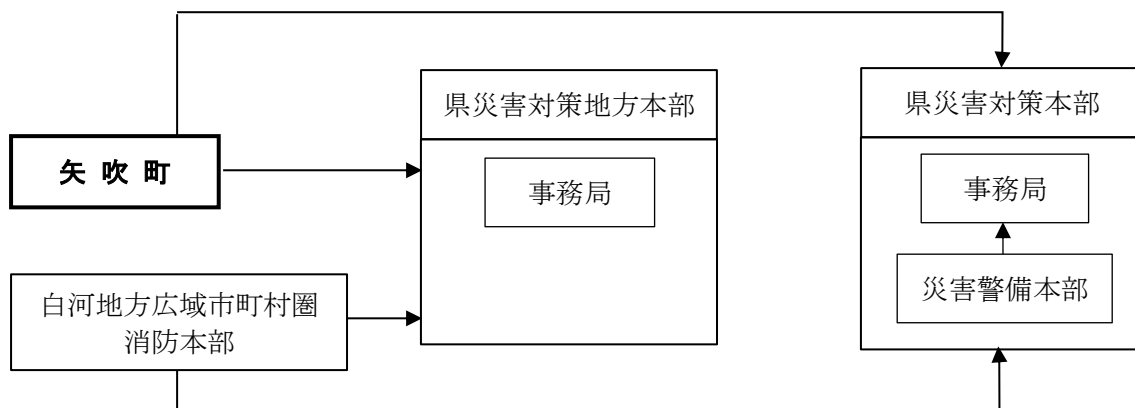 県災害対策地方本部
県災害対策本部
矢 吹 町
事務局
事務局
白河地方広域市町村圏
消防本部
災害警備本部